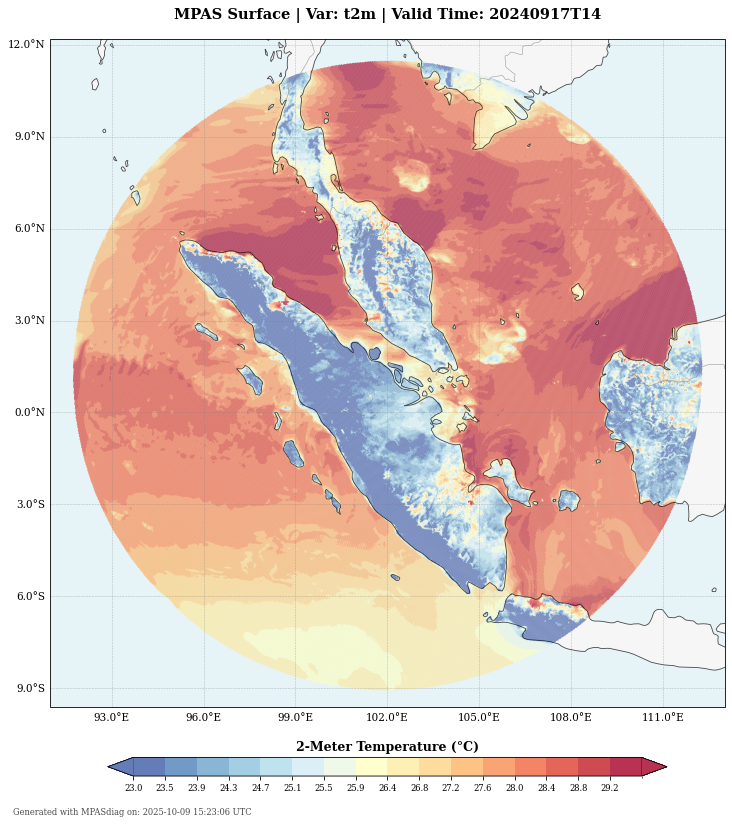 MPAS Surface | Var: t2m | Valid Time: 20240917T14
12.0°N
9.0°N
6.0°N
3.0°N
0.0°N
3.0°S
6.0°S
9.0°S
93.0°E 96.0°E 99.0°E 102.0°E 105.0°E 108.0°E 111.0°E
2-Meter Temperature (°C)
23.0 23.5 23.9 24.3 24.7 25.1 25.5 25.9 26.4 26.8 27.2 27.6 28.0 28.4 28.8 29.2
Generated with MPASdiag on: 2025-10-09 15:23:06 UTC